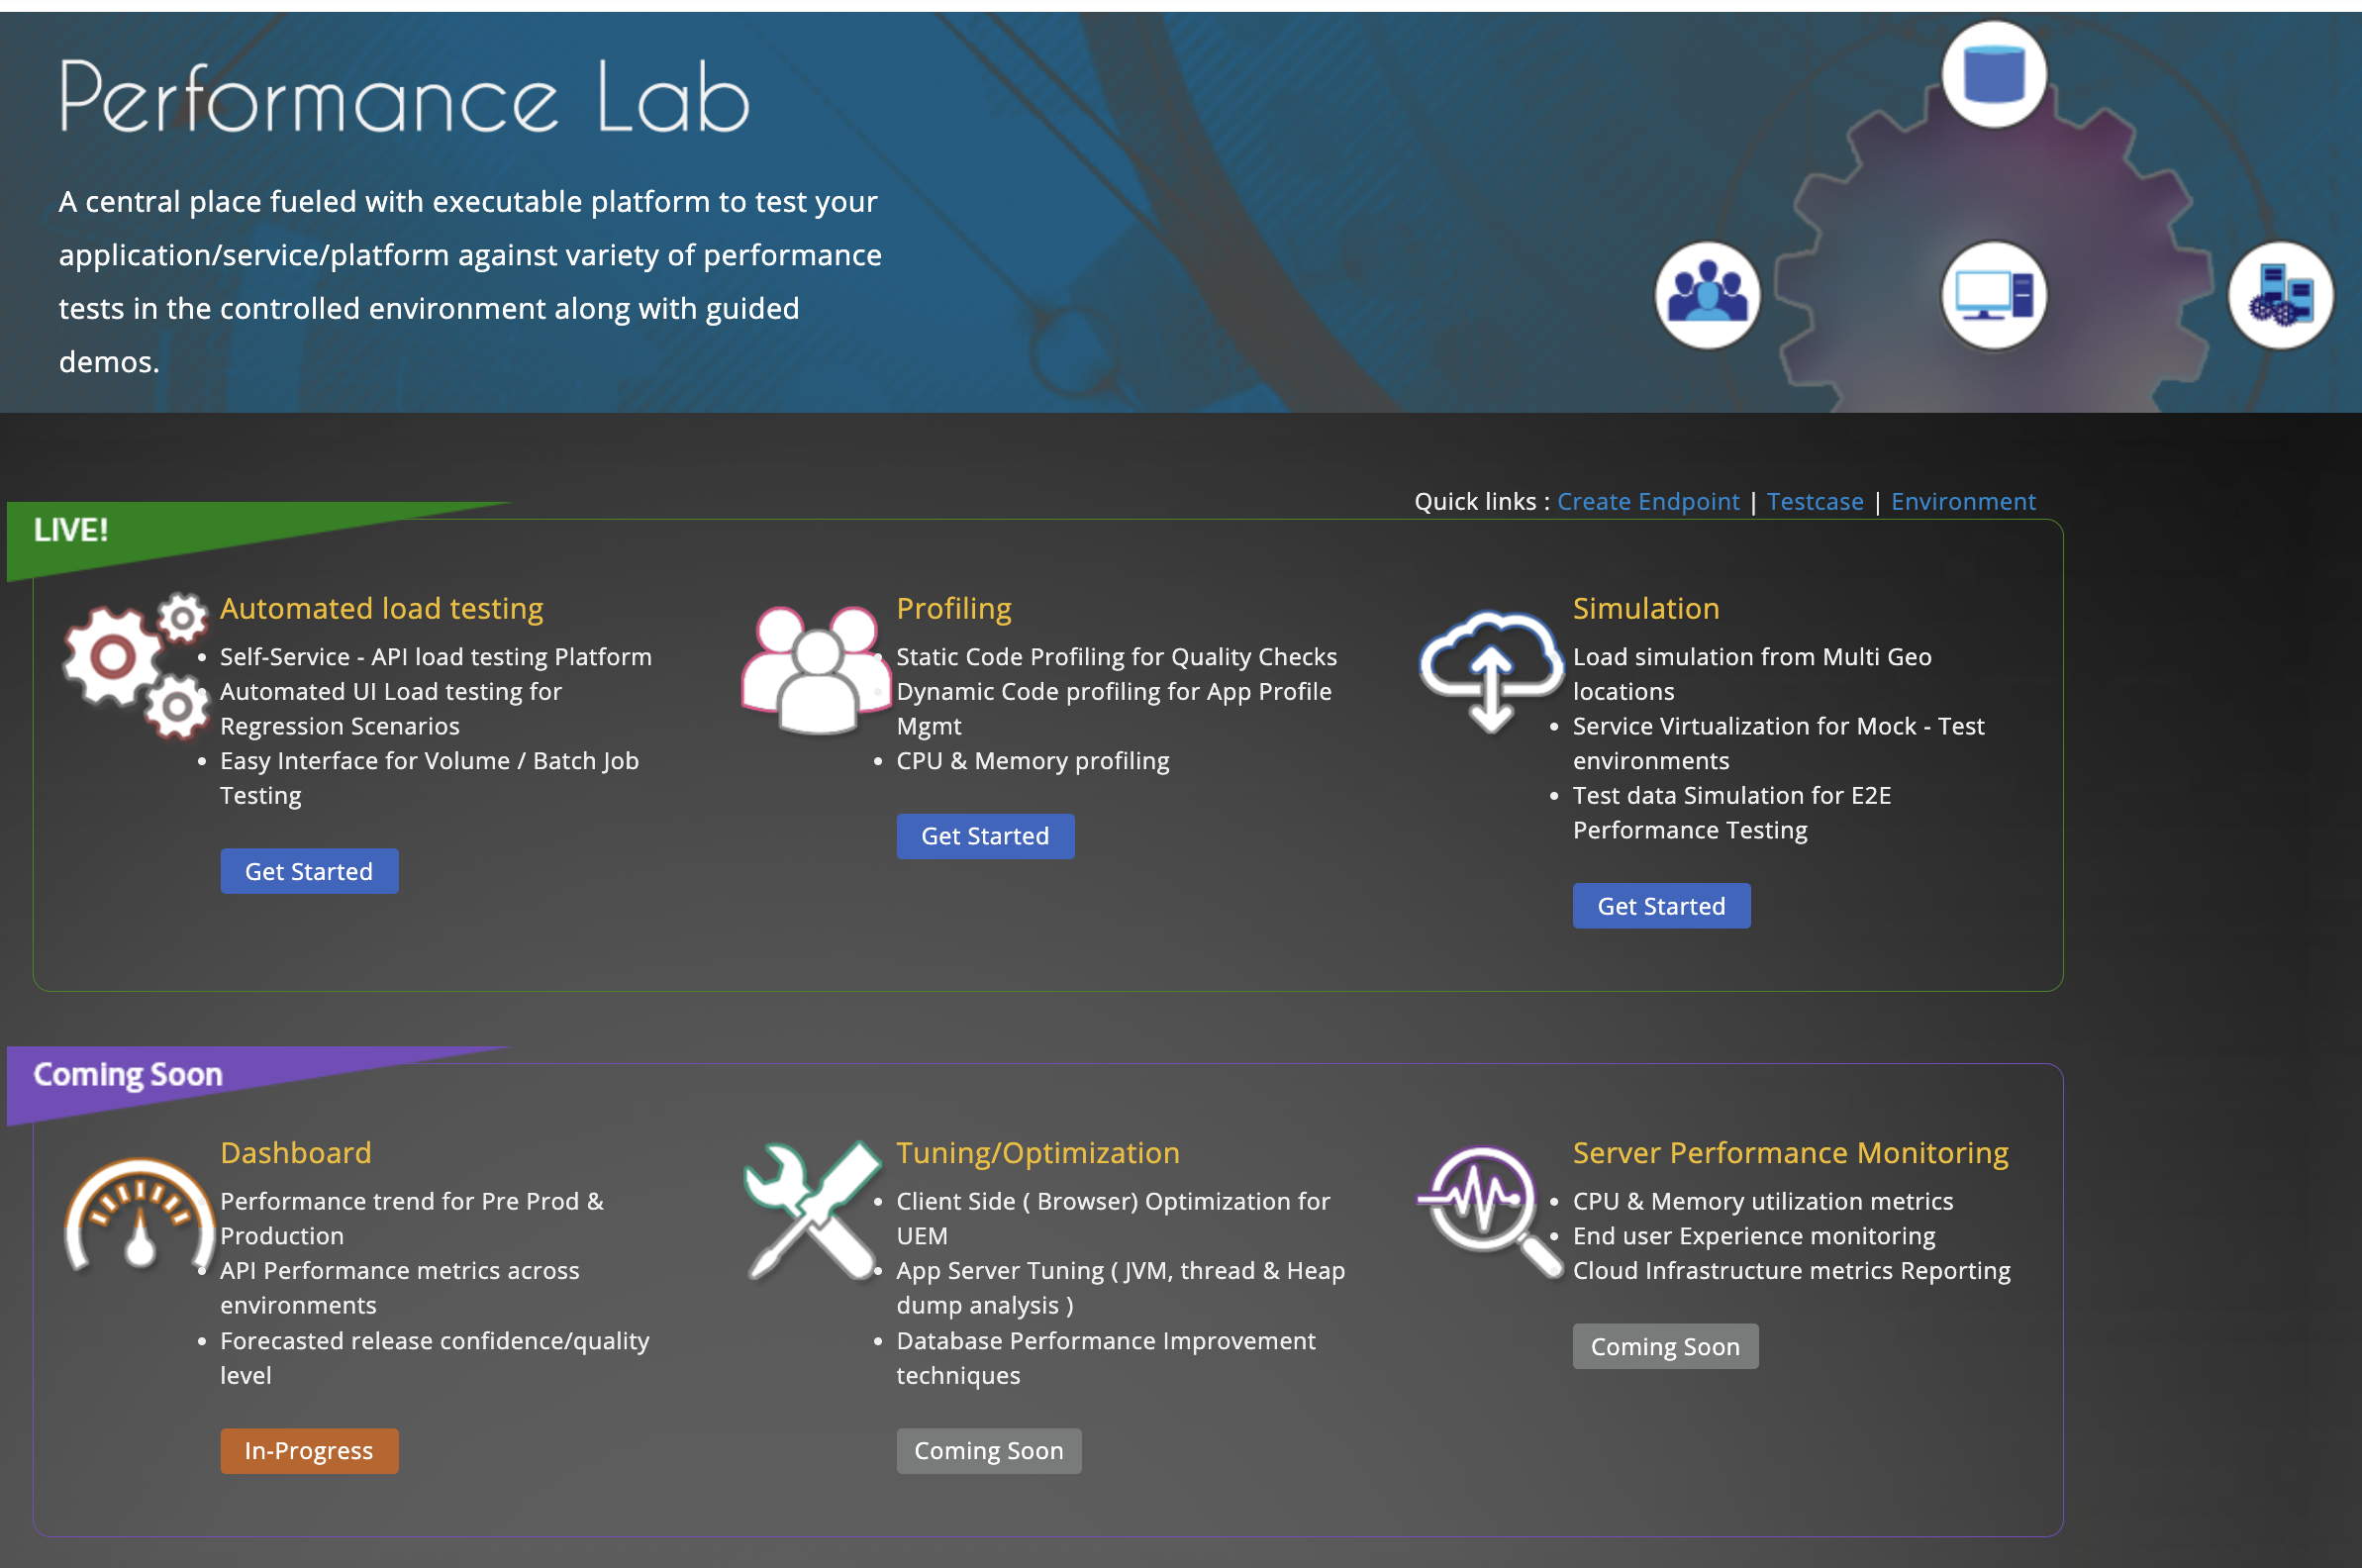 Performance Lab
A central place fueled with executable platform to test your
application/service/platform against variety of performance
tests in the controlled environment along with guided
demos.
Quick links : Create Endpoint | Testcase | Environment
LIVE!
Automated load testing
• Self-Service - API load testing Platform
• Automated UI Load testing for
Regression Scenarios
• Easy Interface for Volume / Batch Job
Testing
Get Started
Profiling
• Static Code Profiling for Quality Checks
• Dynamic Code profiling for App Profile
Mgmt
• CPU & Memory profiling
Get Started
Simulation
Load simulation from Multi Geo
locations
• Service Virtualization for Mock - Test
environments
• Test data Simulation for E2E
Performance Testing
Get Started
Coming Soon
Dashboard
Performance trend for Pre Prod &
Production
• API Performance metrics across
environments
• Forecasted release confidence/quality
level
In-Progress
Tuning/Optimization
• Client Side ( Browser) Optimization for
UEM
• App Server Tuning ( JVM, thread & Heap
dump analysis )
• Database Performance Improvement
techniques
Coming Soon
Server Performance Monitoring
• CPU & Memory utilization metrics
• End user Experience monitoring
Cloud Infrastructure metrics Reporting
Coming Soon